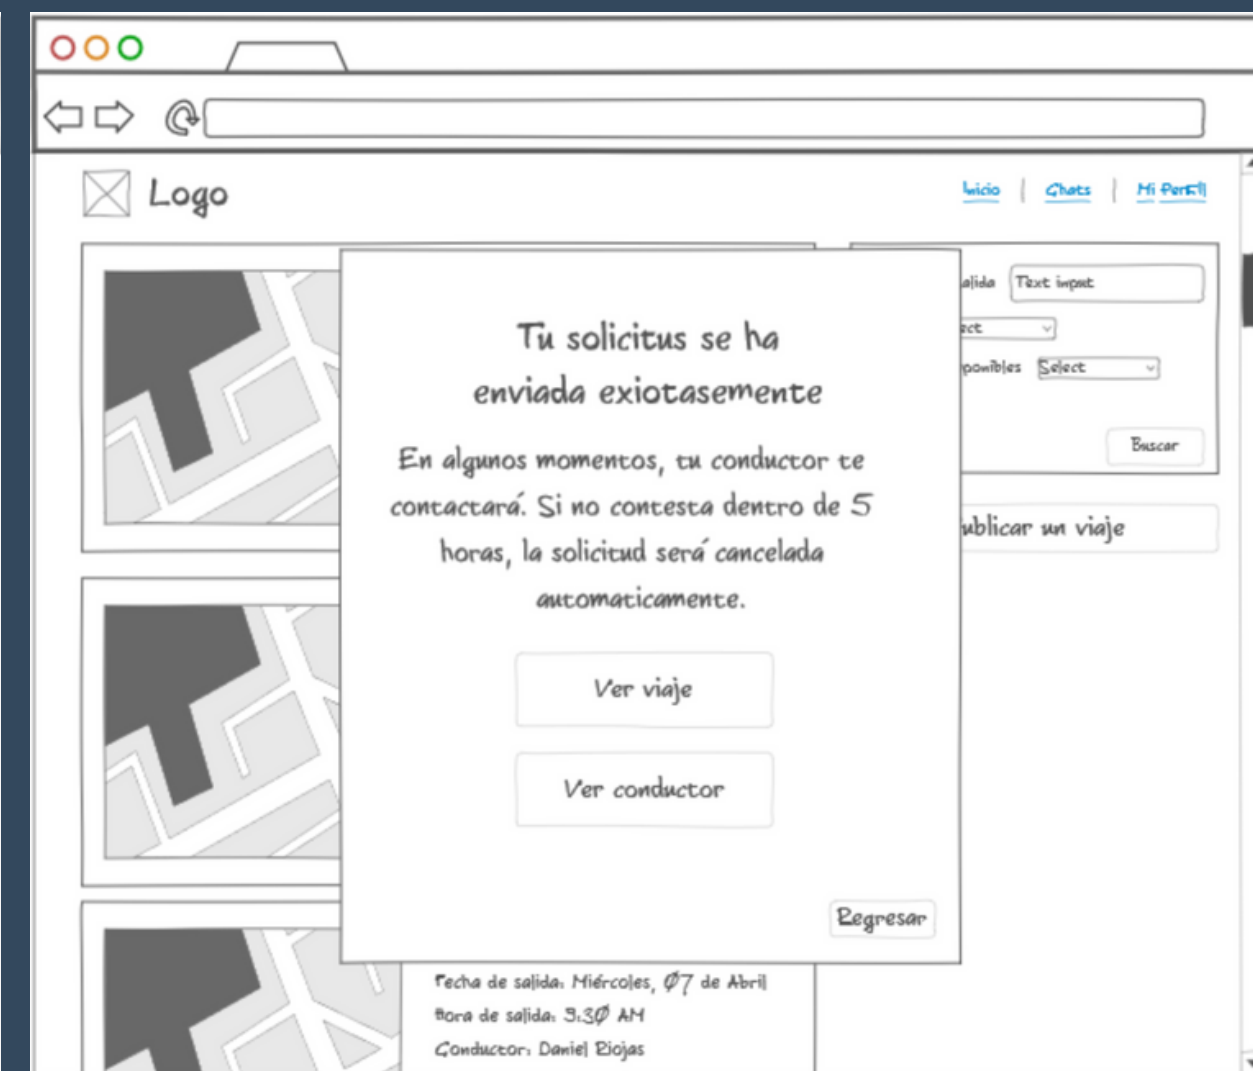 Logo
Inicio | Chats | Mi Perfil
Tu solicitus se ha
enviada exiotasemente
En algunos momentos, tu conductor te
contactará. Si no contesta dentro de 5
horas, la solicitud será cancelada
automaticamente.
Ver viaje
Ver conductor
Regresar
alida Text input
ect
ponibles Select
Buscar
ublicar un viaje
Fecha de salida: Miércoles, 07 de Abril
Hora de salida: 9:30 AM
Conductor: Daniel Riojas